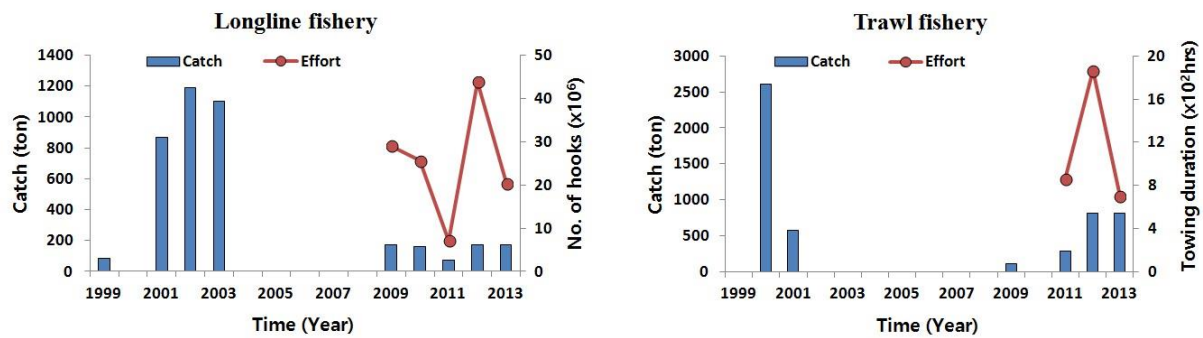 Longline fishery
Catch
Effort
1400
1200
1000
800
600
400
200
0
Catch (ton)
50
40
30
20
10
0
No. of hooks (x10⁶)
1999 2001 2003 2005 2007 2009 2011 2013
Time (Year)
Trawl fishery
Catch
Effort
3000
2500
2000
1500
1000
500
0
Catch (ton)
20
16
12
8
4
0
Towing duration (x10²hrs)
1999 2001 2003 2005 2007 2009 2011 2013
Time (Year)